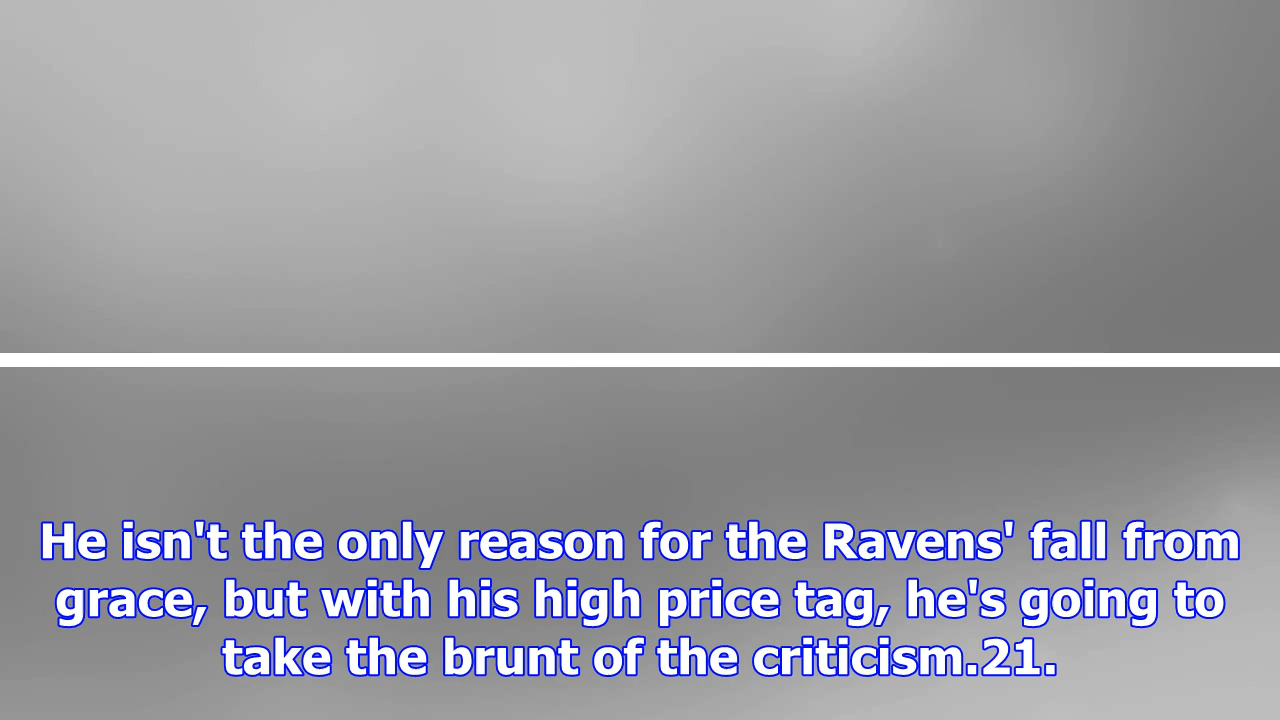 He isn't the only reason for the Ravens' fall from
grace, but with his high price tag, he's going to
take the brunt of the criticism.21.